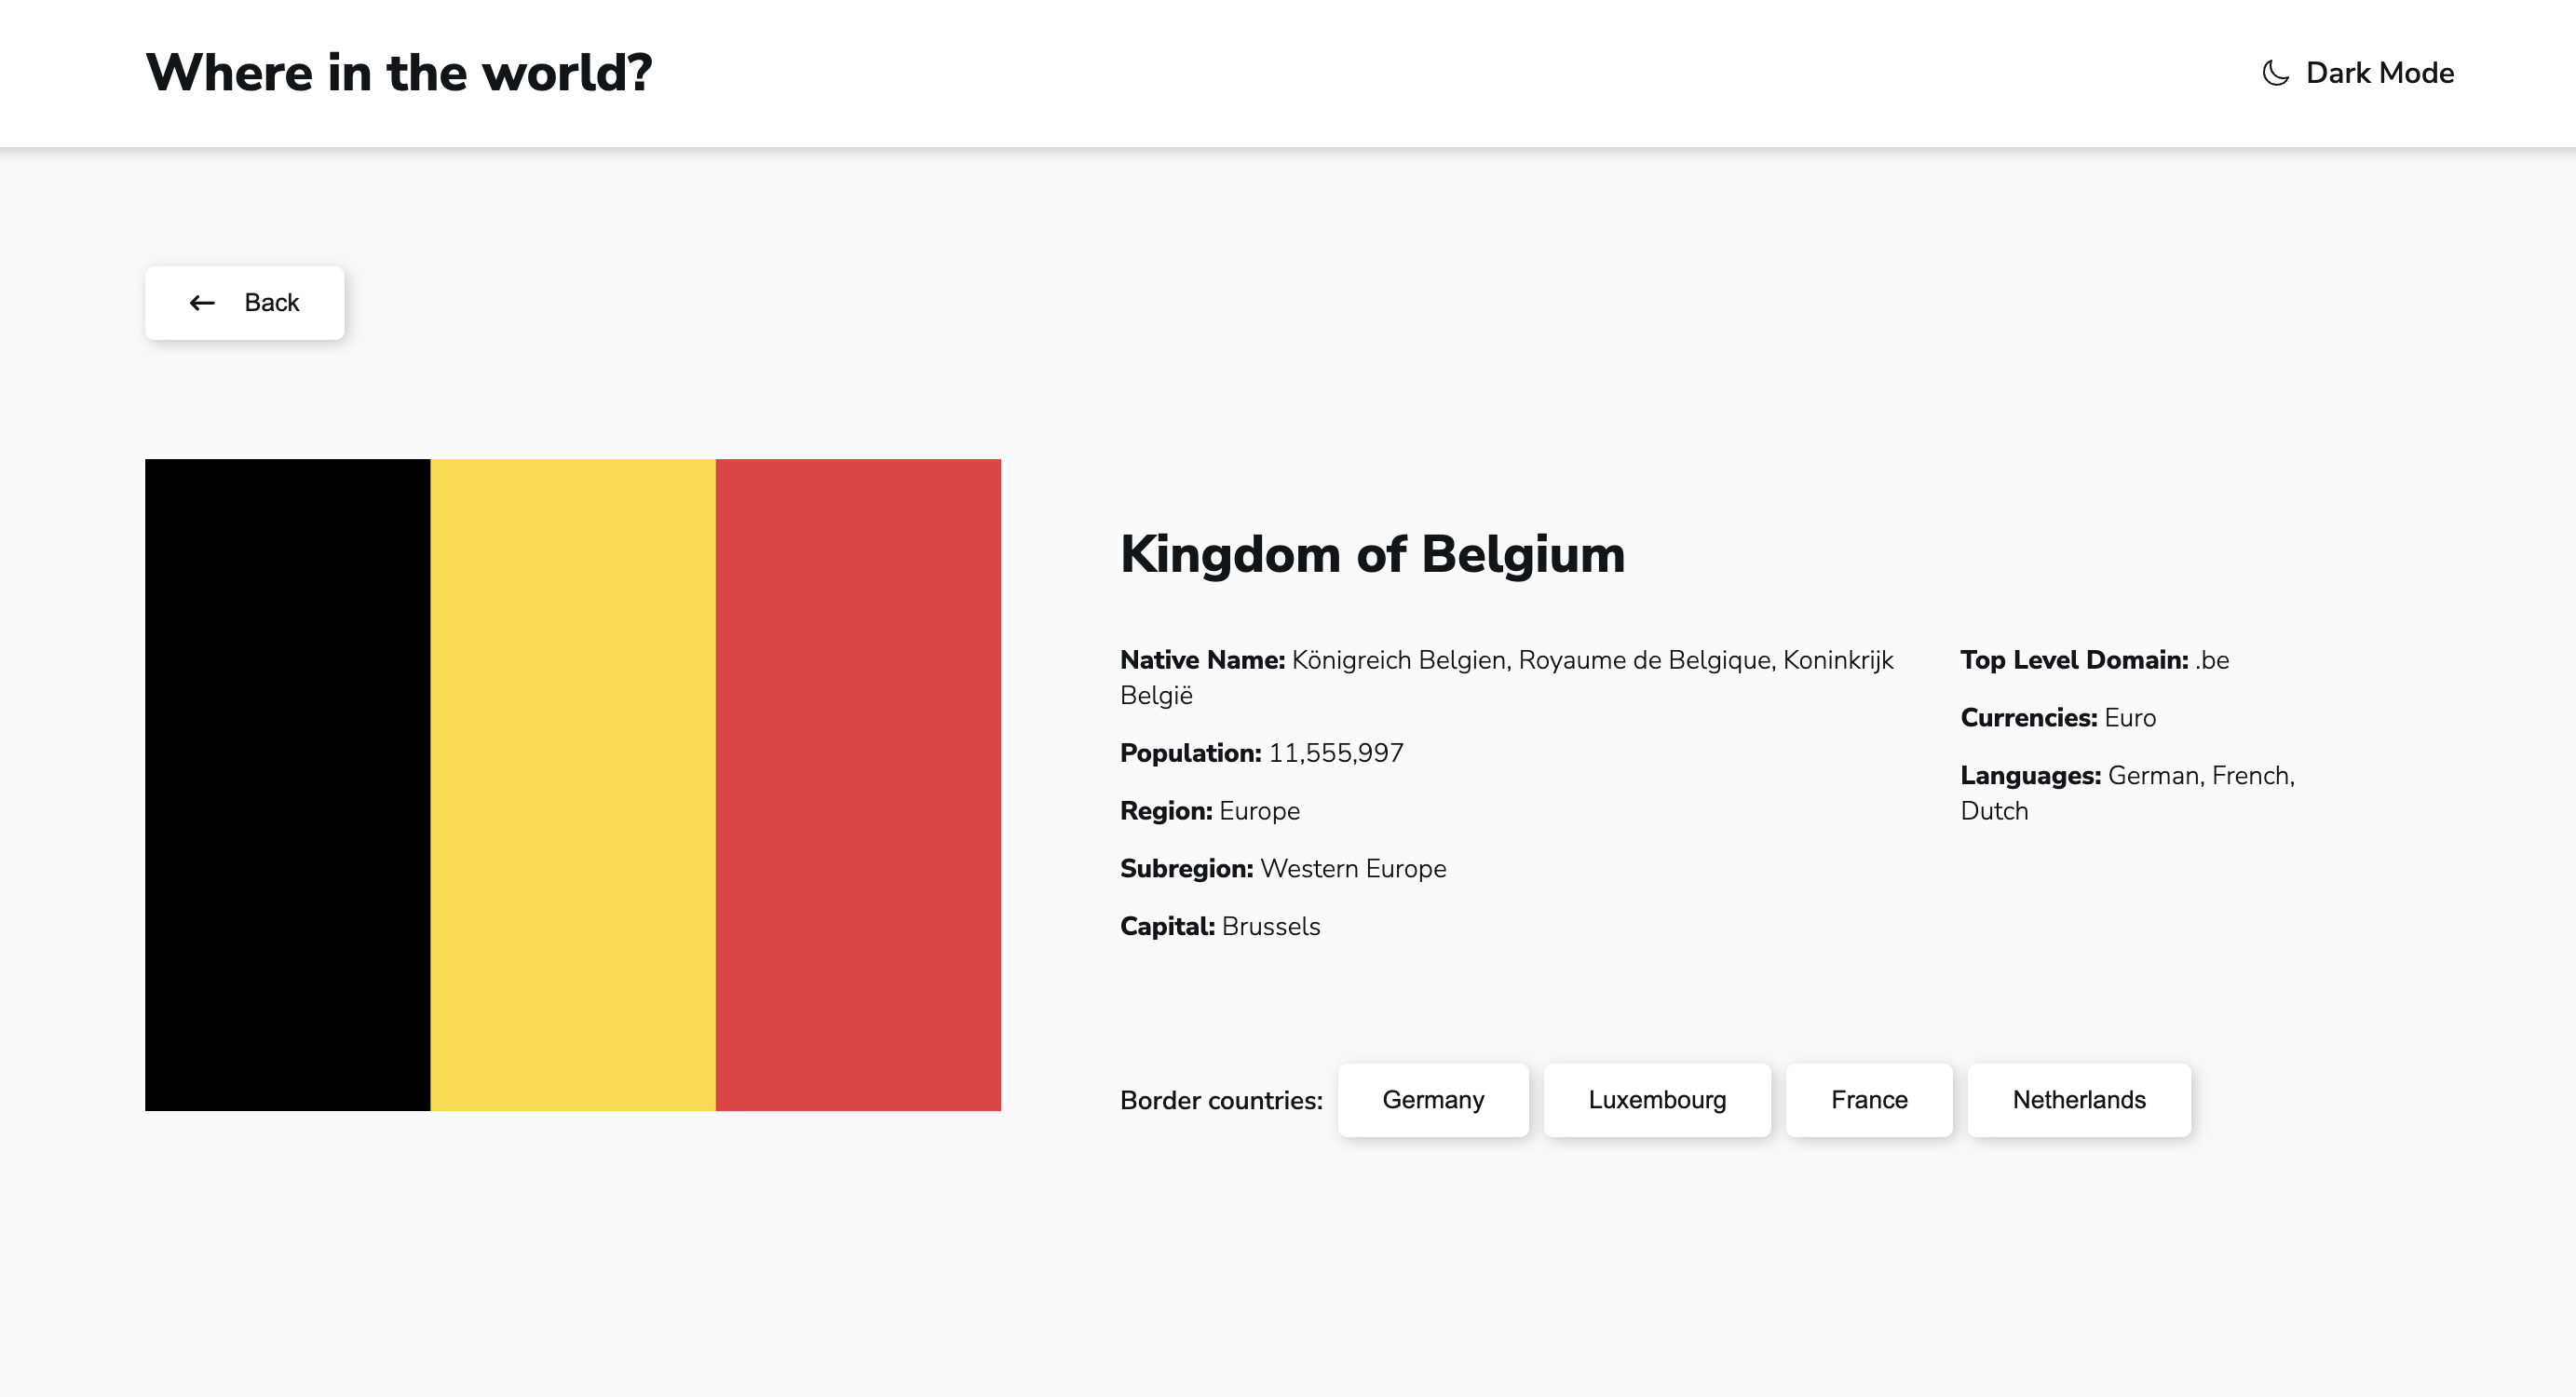 Where in the world?
Dark Mode
Back
Kingdom of Belgium
Native Name: Königreich Belgien, Royaume de Belgique, Koninkrijk
België
Population: 11,555,997
Region: Europe
Subregion: Western Europe
Capital: Brussels
Top Level Domain: .be
Currencies: Euro
Languages: German, French,
Dutch
Border countries: Germany Luxembourg France Netherlands